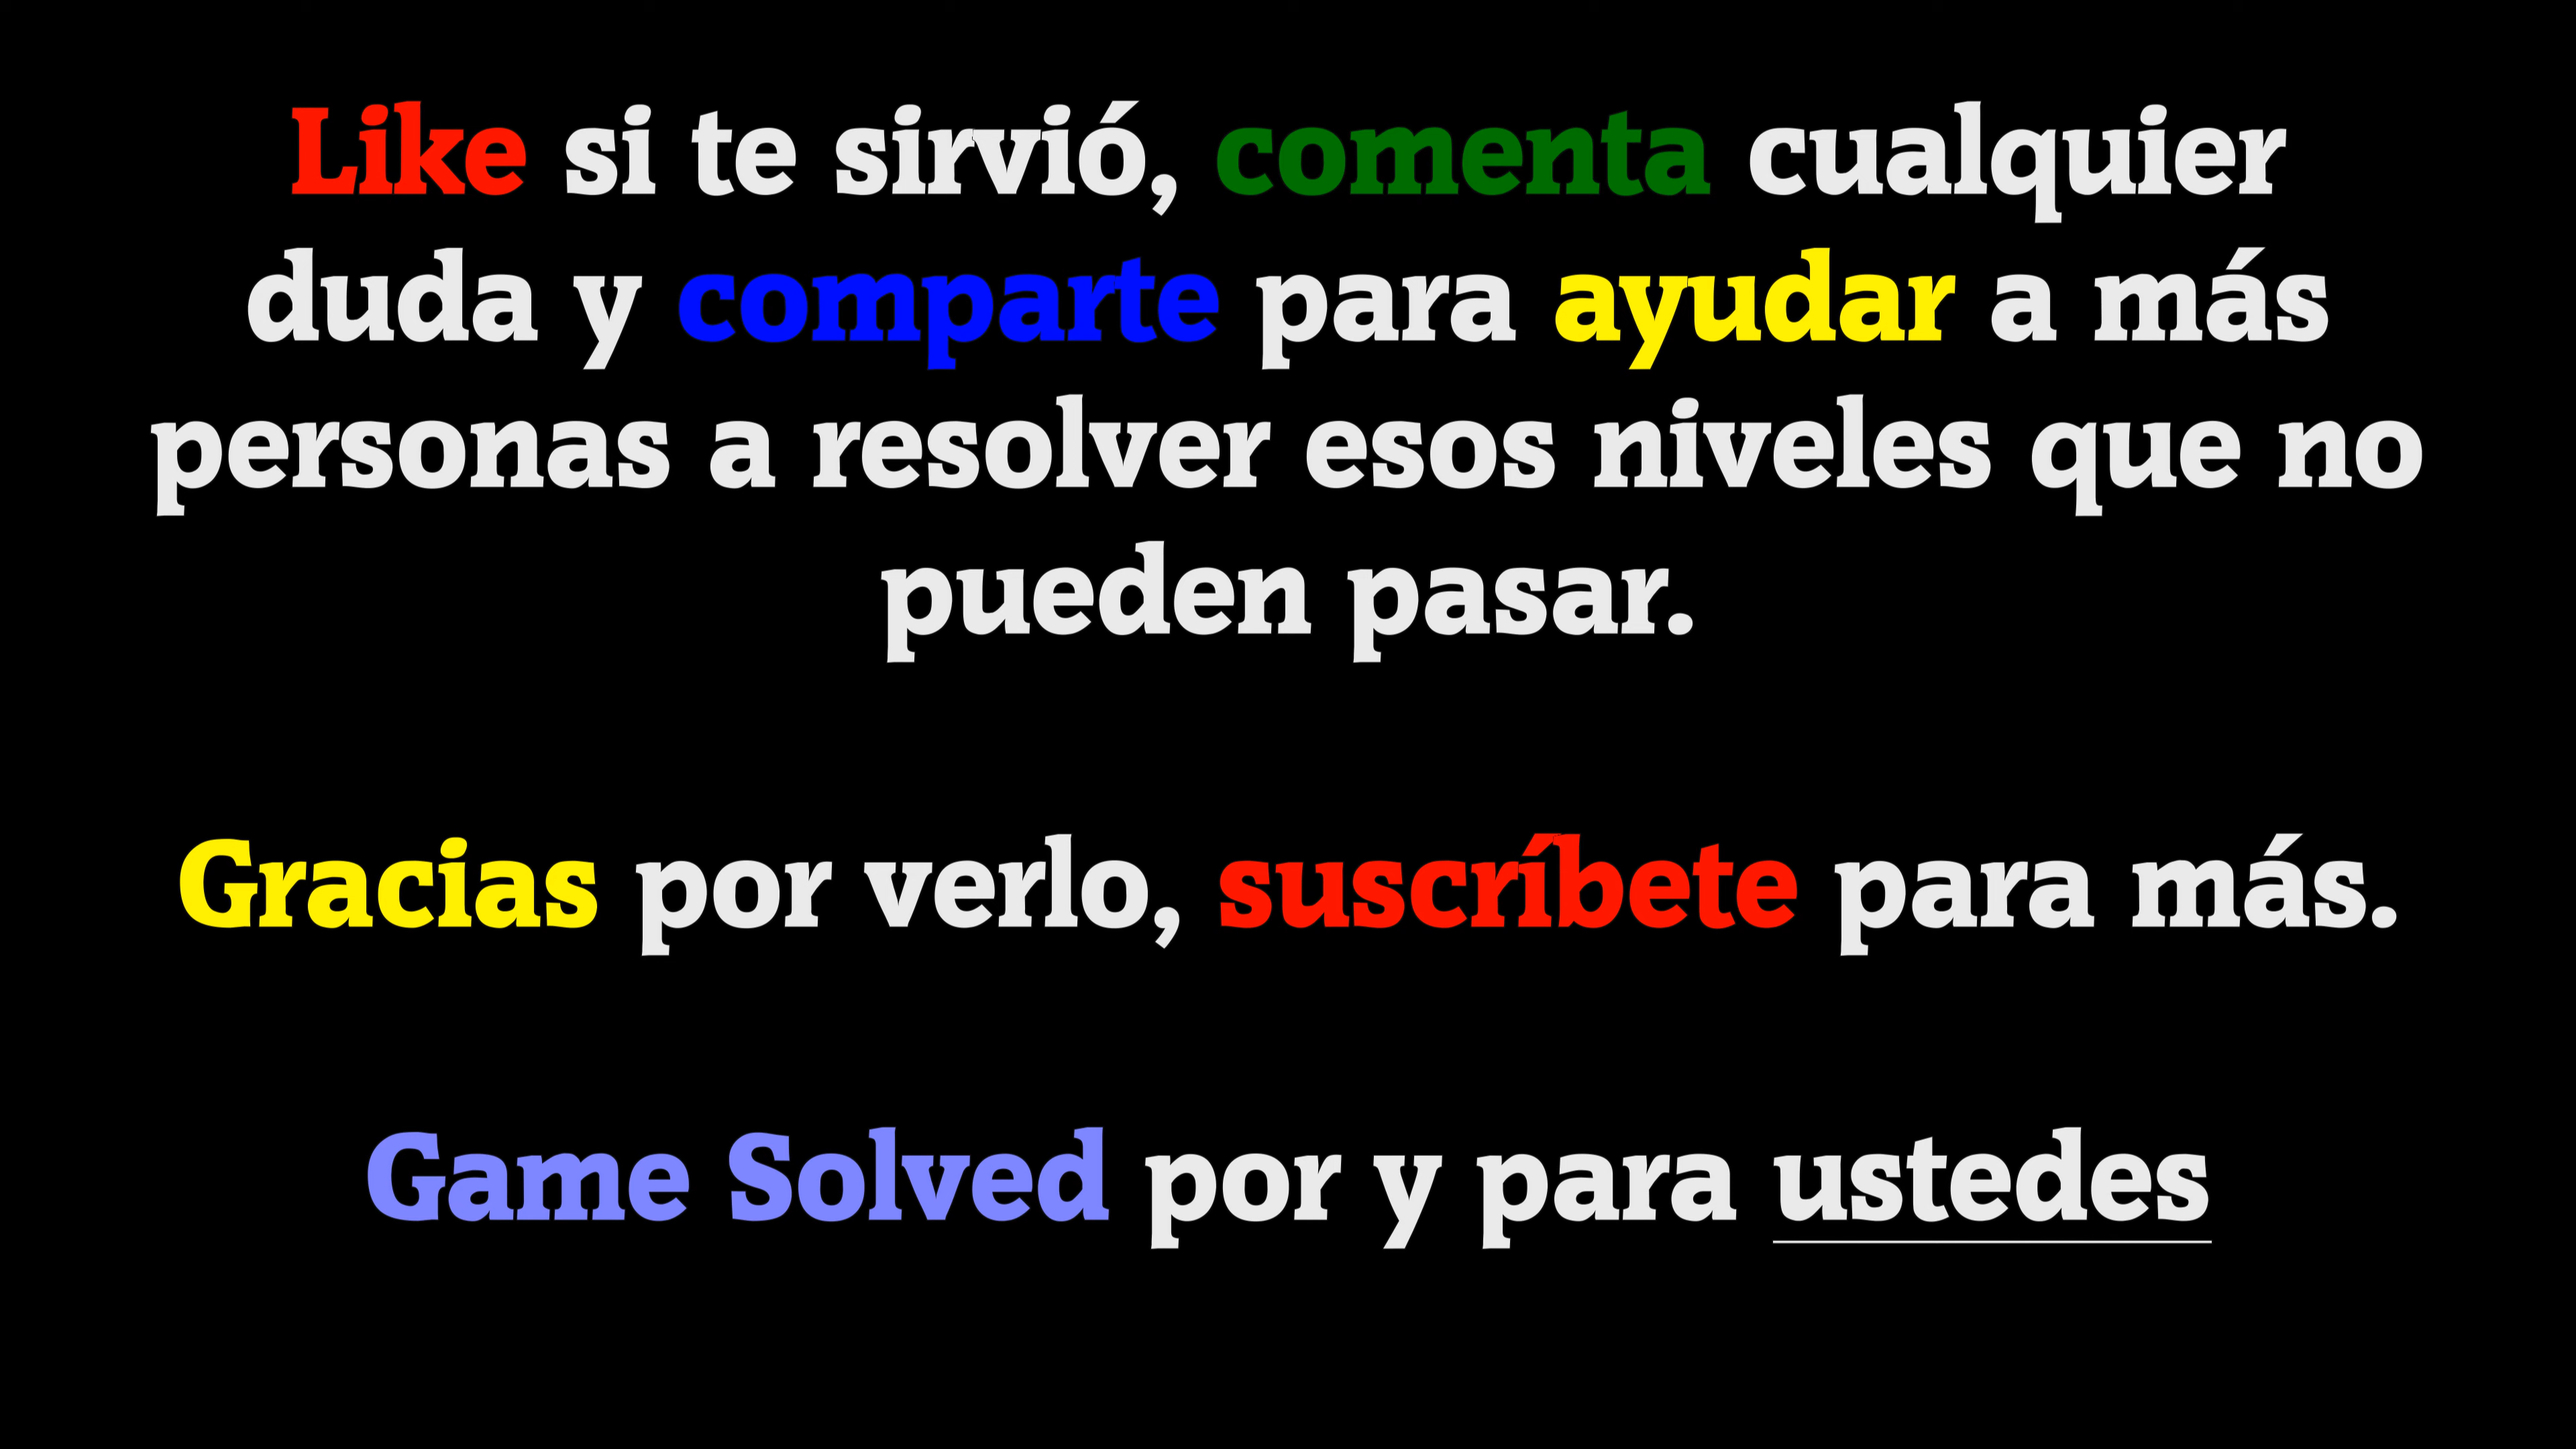 Like si te sirvió, comenta cualquier
duda y comparte para ayudar a más
personas a resolver esos niveles que no
pueden pasar.
Gracias por verlo, suscríbete para más.
Game Solved por y para ustedes